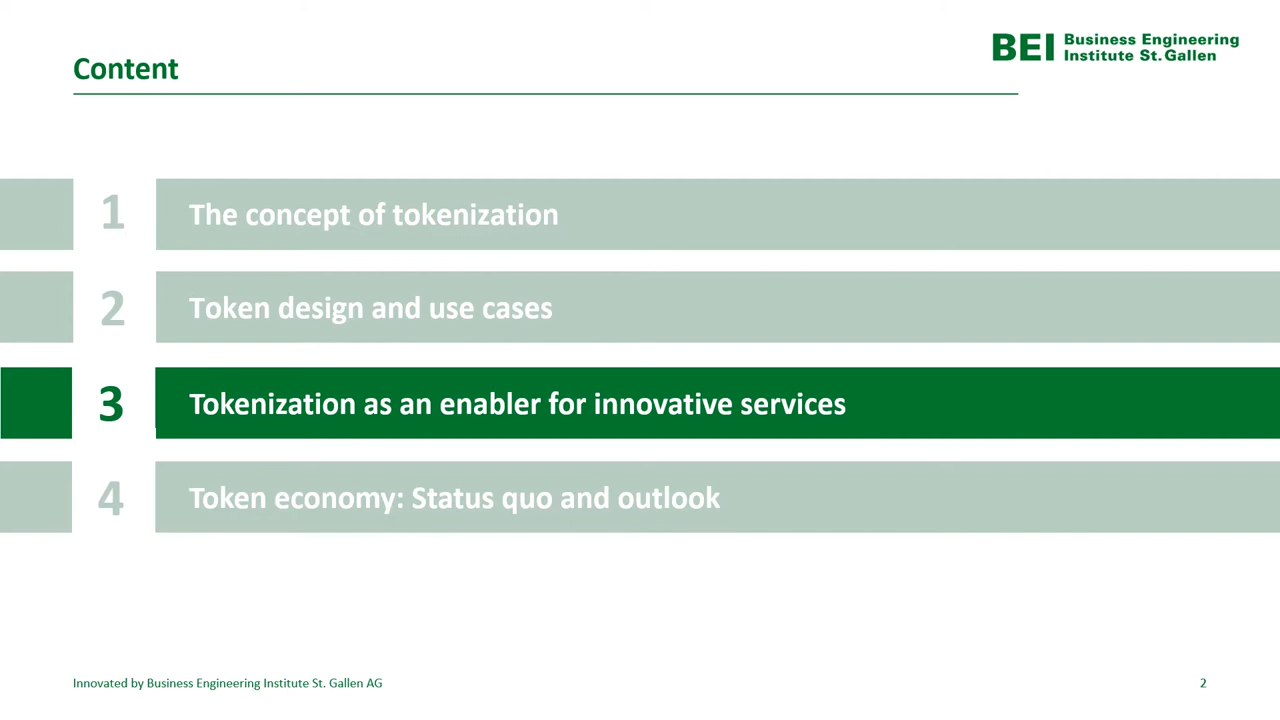 Content
BEI Business Engineering
Institute St. Gallen
1 The concept of tokenization
2 Token design and use cases
3 Tokenization as an enabler for innovative services
4 Token economy: Status quo and outlook
Innovated by Business Engineering Institute St. Gallen AG
2